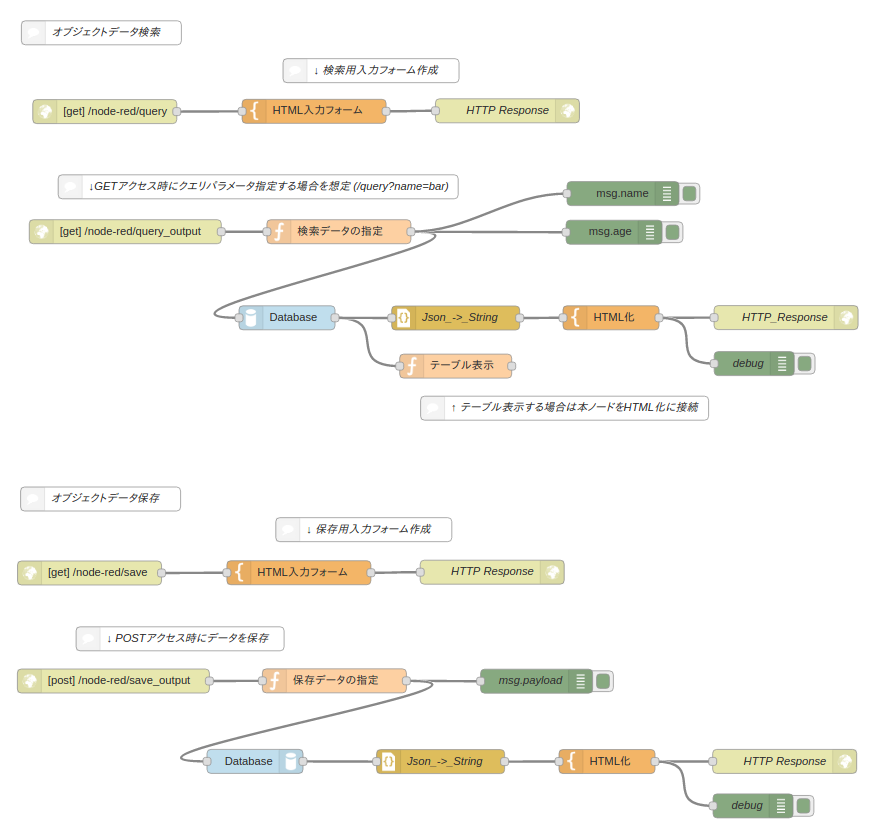 オブジェクトデータ検索
↓ 検索用入力フォーム作成
[get] /node-red/query
HTML入力フォーム
HTTP Response
↓GETアクセス時にクエリパラメータ指定する場合を想定 (/query?name=bar)
msg.name
[get] /node-red/query_output
検索データの指定
msg.age
Database
Json_->_String
HTML化
HTTP_Response
テーブル表示
debug
↑ テーブル表示する場合は本ノードをHTML化に接続
オブジェクトデータ保存
↓ 保存用入力フォーム作成
[get] /node-red/save
HTML入力フォーム
HTTP Response
↓ POSTアクセス時にデータを保存
[post] /node-red/save_output
保存データの指定
msg.payload
Database
Json_->_String
HTML化
HTTP Response
debug